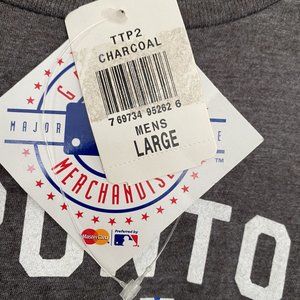 TTP2
CHARCOAL
7 69734 95262 6
MENS
LARGE
MAJOR
MERCHANDISE
MasterCard
Preferred by